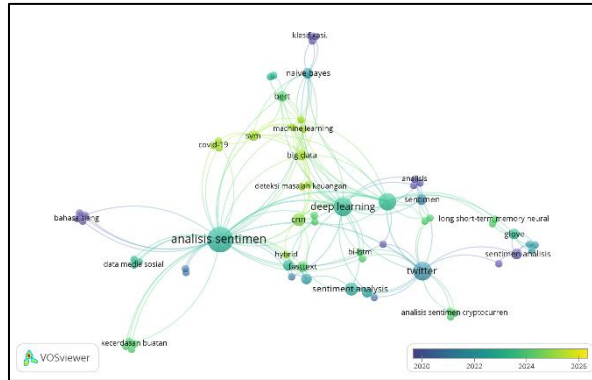 klasifikasi.
naive bayes
bert
machine learning
svm
covid-19
big data
analisis
deteksi masalah keuangan
sentimen
deep learning
long short-term memory neural
bahasa
cnn
glove
analisis sentimen
bi-lstm
sentimen analisis
hybrid
data media sosial
fasttext
twitter
sentiment analysis
analisis sentimen cryptocurren
kecerdasan buatan
VOSviewer
2020 2022 2024 2026